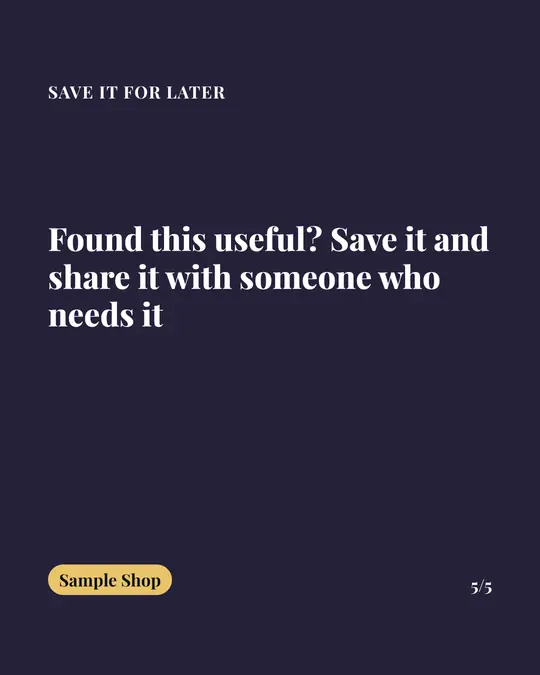 SAVE IT FOR LATER
Found this useful? Save it and
share it with someone who
needs it
Sample Shop
5/5